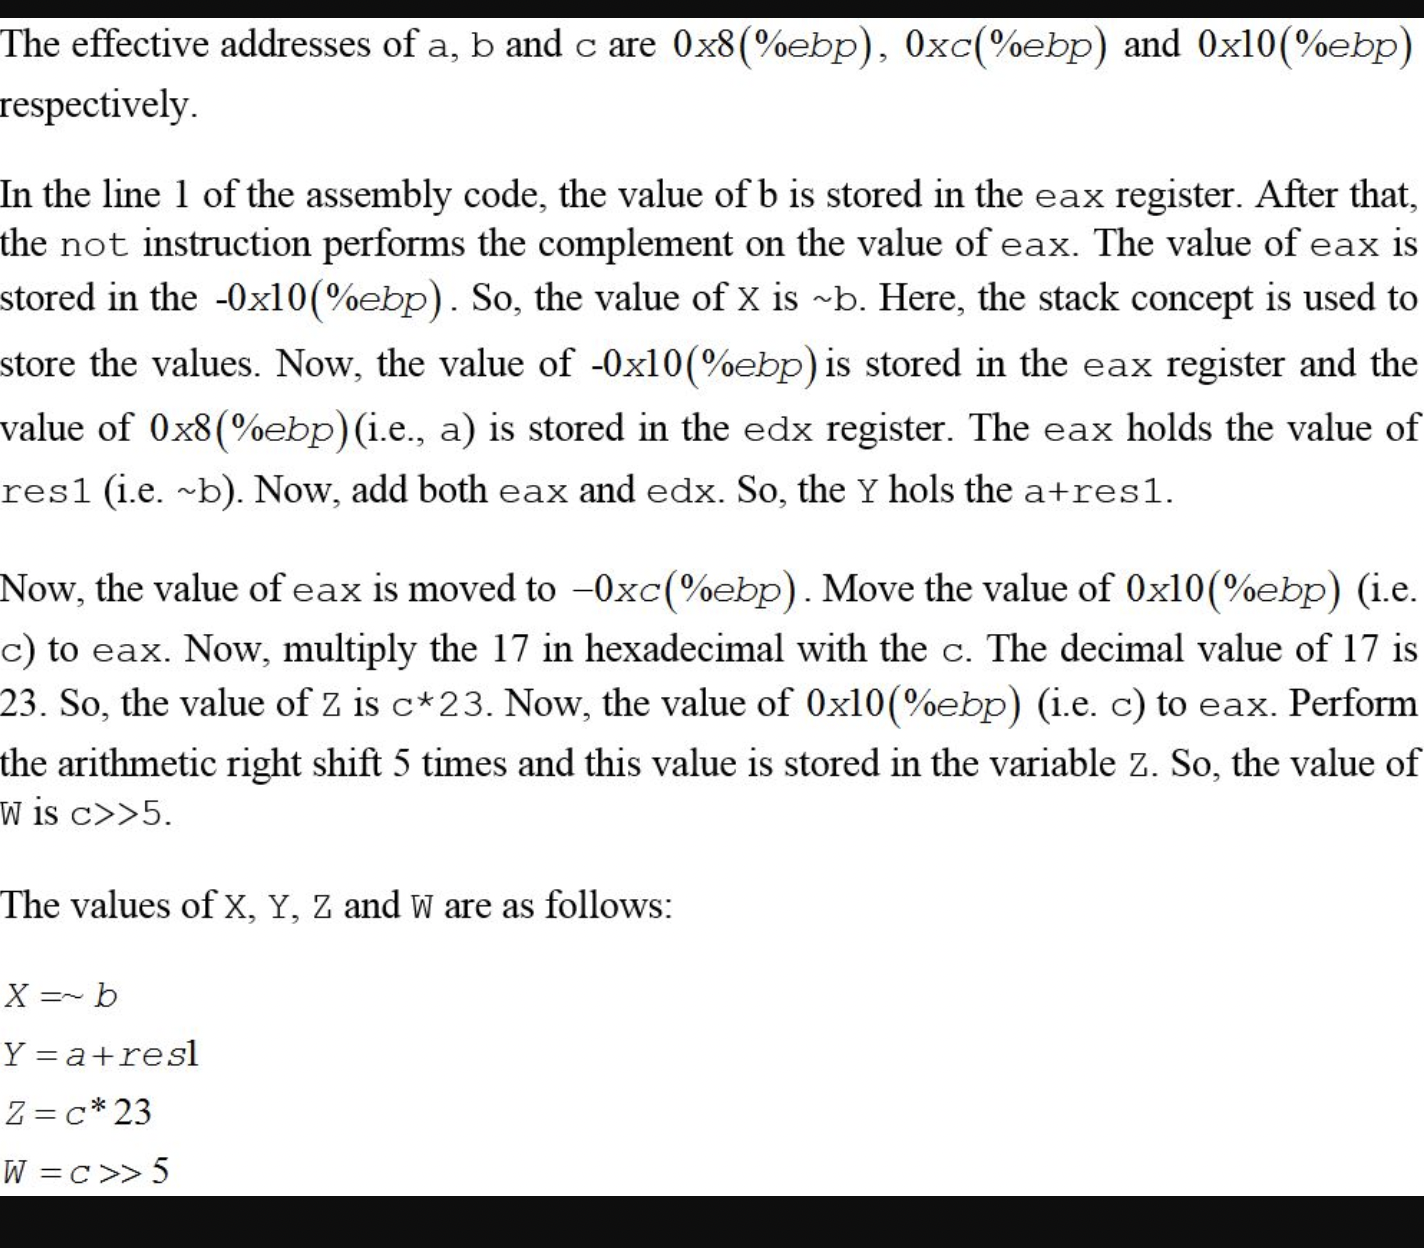 The effective addresses of a, b and c are 0x8(%ebp), 0xc(%ebp) and 0x10(%ebp)
respectively.
In the line 1 of the assembly code, the value of b is stored in the eax register. After that,
the not instruction performs the complement on the value of eax. The value of eax is
stored in the -0x10(%ebp). So, the value of X is ~b. Here, the stack concept is used to
store the values. Now, the value of -0x10(%ebp) is stored in the eax register and the
value of 0x8(%ebp)(i.e., a) is stored in the edx register. The eax holds the value of
res1 (i.e. ~b). Now, add both eax and edx. So, the Y hols the a+res1.
Now, the value of eax is moved to −0xc(%ebp). Move the value of 0x10(%ebp) (i.e.
c) to eax. Now, multiply the 17 in hexadecimal with the c. The decimal value of 17 is
23. So, the value of Z is c*23. Now, the value of 0x10(%ebp) (i.e. c) to eax. Perform
the arithmetic right shift 5 times and this value is stored in the variable Z. So, the value of
W is c>>5.
The values of X, Y, Z and W are as follows:
X =~ b
Y = a+res1
Z = c*23
W = c >> 5